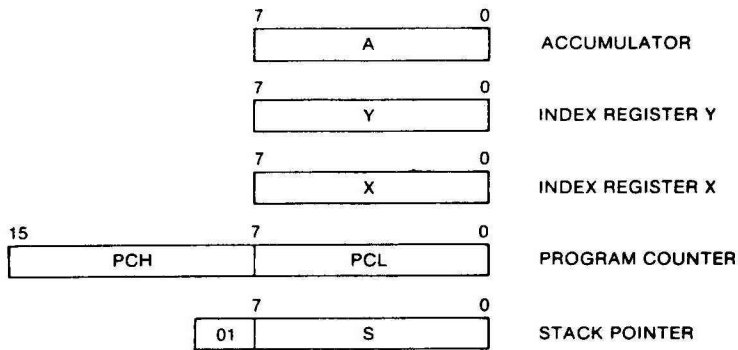 7 0
A ACCUMULATOR
7 0
Y INDEX REGISTER Y
7 0
X INDEX REGISTER X
15 7 0
PCH PCL PROGRAM COUNTER
7 0
01 S STACK POINTER